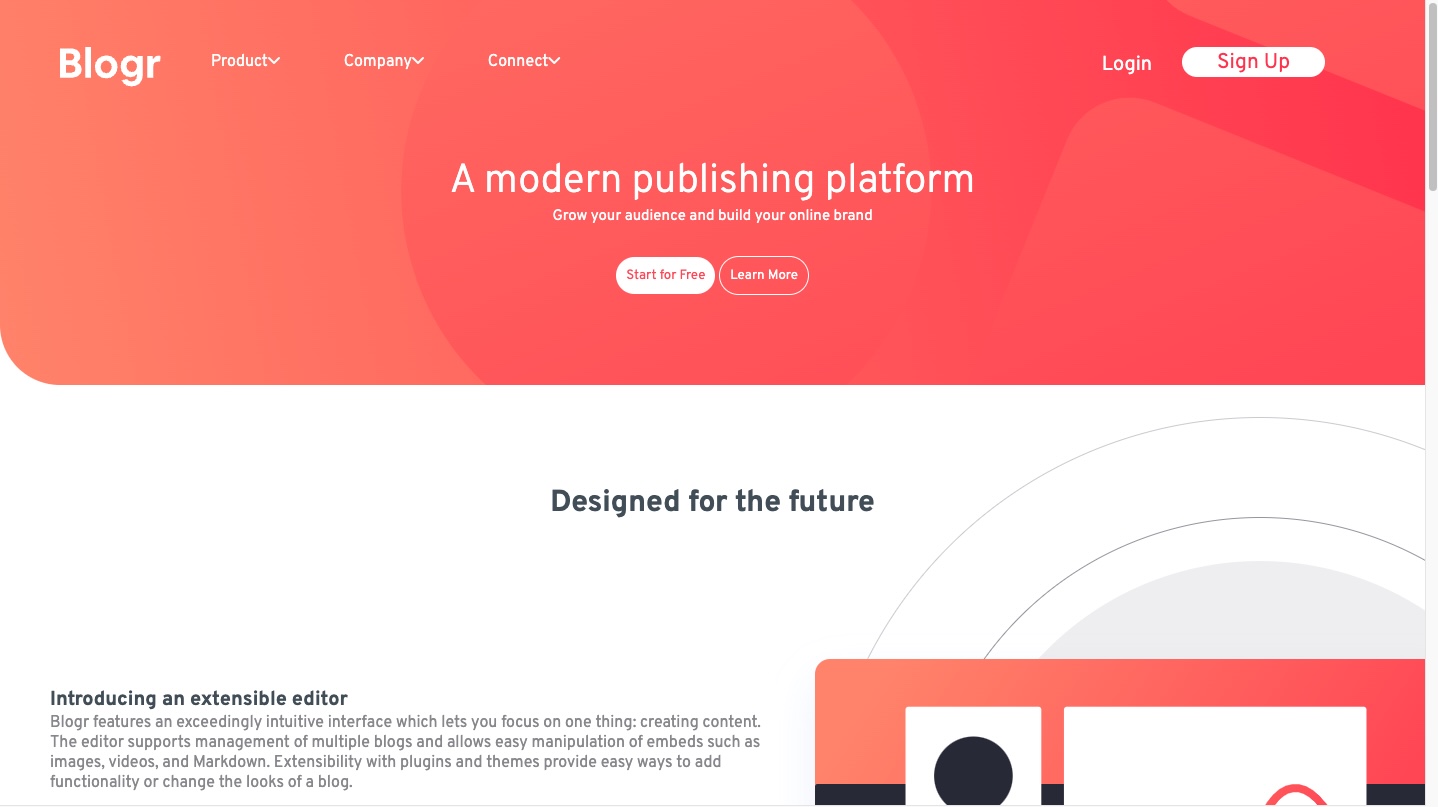 Blogr Product Company Connect Login Sign Up
A modern publishing platform
Grow your audience and build your online brand
Start for Free Learn More
Designed for the future
Introducing an extensible editor
Blogr features an exceedingly intuitive interface which lets you focus on one thing: creating content.
The editor supports management of multiple blogs and allows easy manipulation of embeds such as
images, videos, and Markdown. Extensibility with plugins and themes provide easy ways to add
functionality or change the looks of a blog.